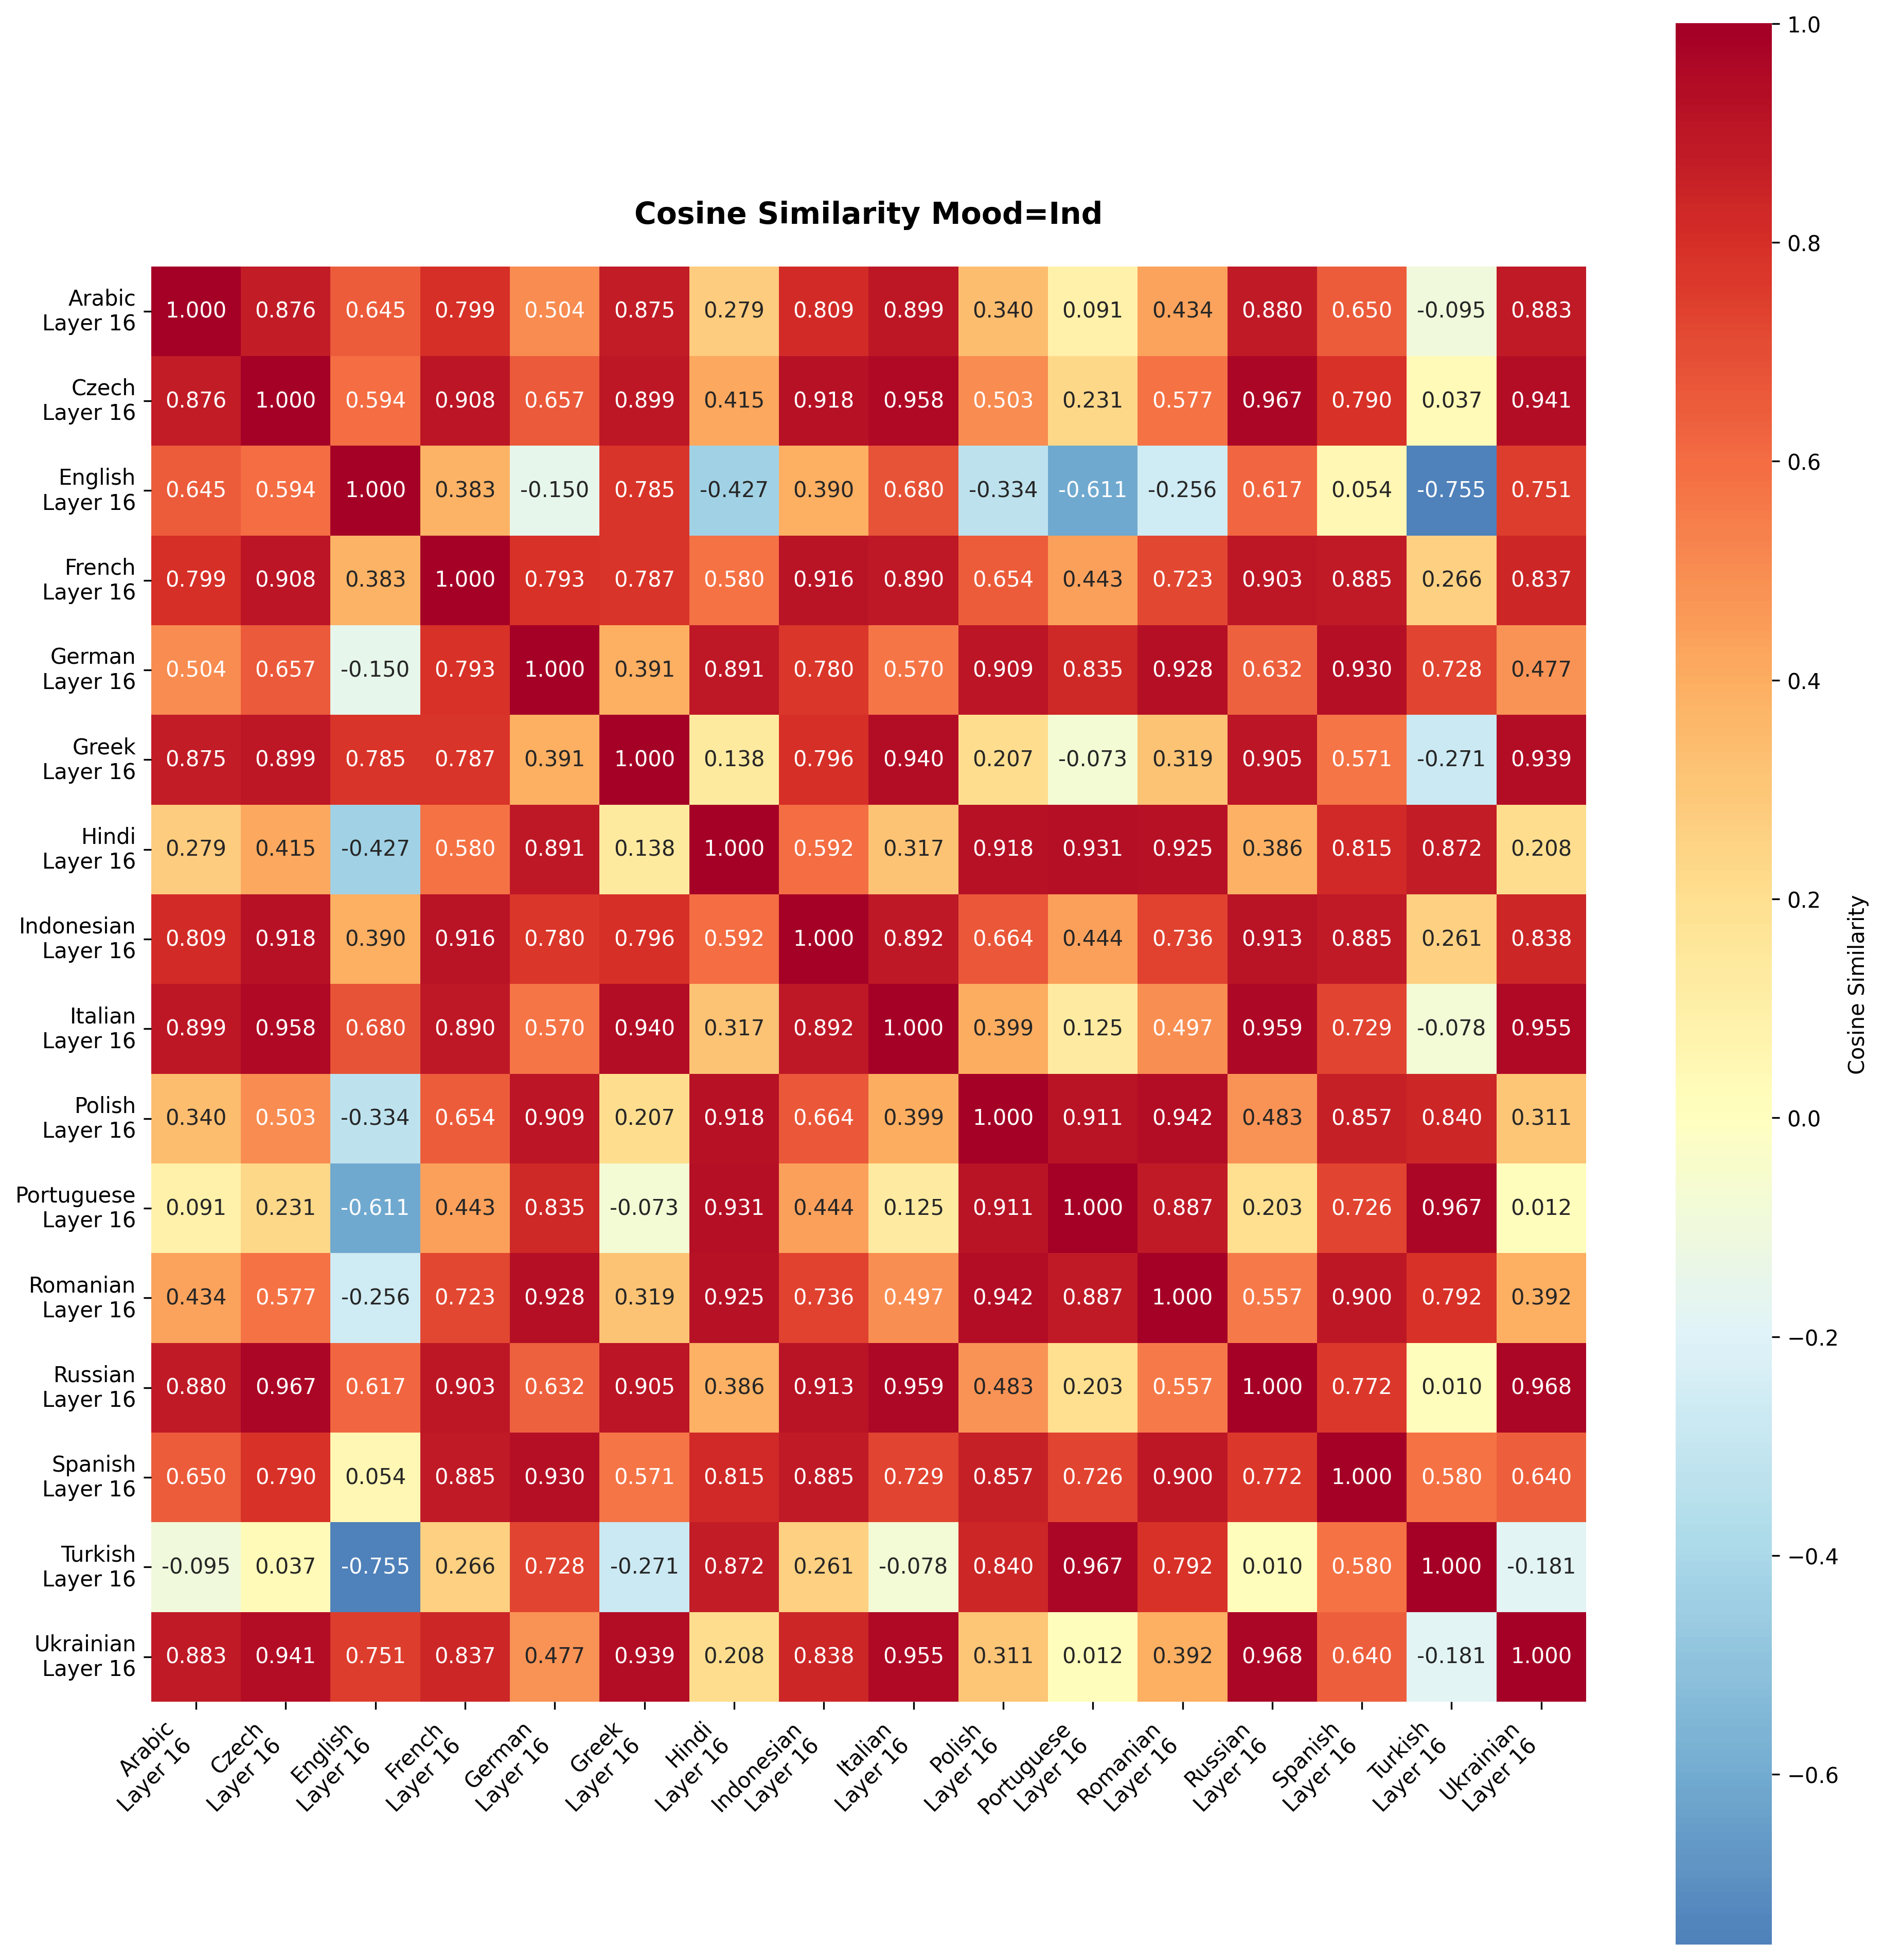 Cosine Similarity Mood=Ind
Arabic
Layer 16
1.000 0.876 0.645 0.799 0.504 0.875 0.279 0.809 0.899 0.340 0.091 0.434 0.880 0.650 -0.095 0.883
Czech
Layer 16
0.876 1.000 0.594 0.908 0.657 0.899 0.415 0.918 0.958 0.503 0.231 0.577 0.967 0.790 0.037 0.941
English
Layer 16
0.645 0.594 1.000 0.383 -0.150 0.785 -0.427 0.390 0.680 -0.334 -0.611 -0.256 0.617 0.054 -0.755 0.751
French
Layer 16
0.799 0.908 0.383 1.000 0.793 0.787 0.580 0.916 0.890 0.654 0.443 0.723 0.903 0.885 0.266 0.837
German
Layer 16
0.504 0.657 -0.150 0.793 1.000 0.391 0.891 0.780 0.570 0.909 0.835 0.928 0.632 0.930 0.728 0.477
Greek
Layer 16
0.875 0.899 0.785 0.787 0.391 1.000 0.138 0.796 0.940 0.207 -0.073 0.319 0.905 0.571 -0.271 0.939
Hindi
Layer 16
0.279 0.415 -0.427 0.580 0.891 0.138 1.000 0.592 0.317 0.918 0.931 0.925 0.386 0.815 0.872 0.208
Indonesian
Layer 16
0.809 0.918 0.390 0.916 0.780 0.796 0.592 1.000 0.892 0.664 0.444 0.736 0.913 0.885 0.261 0.838
Italian
Layer 16
0.899 0.958 0.680 0.890 0.570 0.940 0.317 0.892 1.000 0.399 0.125 0.497 0.959 0.729 -0.078 0.955
Polish
Layer 16
0.340 0.503 -0.334 0.654 0.909 0.207 0.918 0.664 0.399 1.000 0.911 0.942 0.483 0.857 0.840 0.311
Portuguese
Layer 16
0.091 0.231 -0.611 0.443 0.835 -0.073 0.931 0.444 0.125 0.911 1.000 0.887 0.203 0.726 0.967 0.012
Romanian
Layer 16
0.434 0.577 -0.256 0.723 0.928 0.319 0.925 0.736 0.497 0.942 0.887 1.000 0.557 0.900 0.792 0.392
Russian
Layer 16
0.880 0.967 0.617 0.903 0.632 0.905 0.386 0.913 0.959 0.483 0.203 0.557 1.000 0.772 0.010 0.968
Spanish
Layer 16
0.650 0.790 0.054 0.885 0.930 0.571 0.815 0.885 0.729 0.857 0.726 0.900 0.772 1.000 0.580 0.640
Turkish
Layer 16
-0.095 0.037 -0.755 0.266 0.728 -0.271 0.872 0.261 -0.078 0.840 0.967 0.792 0.010 0.580 1.000 -0.181
Ukrainian
Layer 16
0.883 0.941 0.751 0.837 0.477 0.939 0.208 0.838 0.955 0.311 0.012 0.392 0.968 0.640 -0.181 1.000
Arabic
Layer 16
Czech
Layer 16
English
Layer 16
French
Layer 16
German
Layer 16
Greek
Layer 16
Hindi
Layer 16
Indonesian
Layer 16
Italian
Layer 16
Polish
Layer 16
Portuguese
Layer 16
Romanian
Layer 16
Russian
Layer 16
Spanish
Layer 16
Turkish
Layer 16
Ukrainian
Layer 16
1.0
0.8
0.6
0.4
0.2
0.0
−0.2
−0.4
−0.6
Cosine Similarity